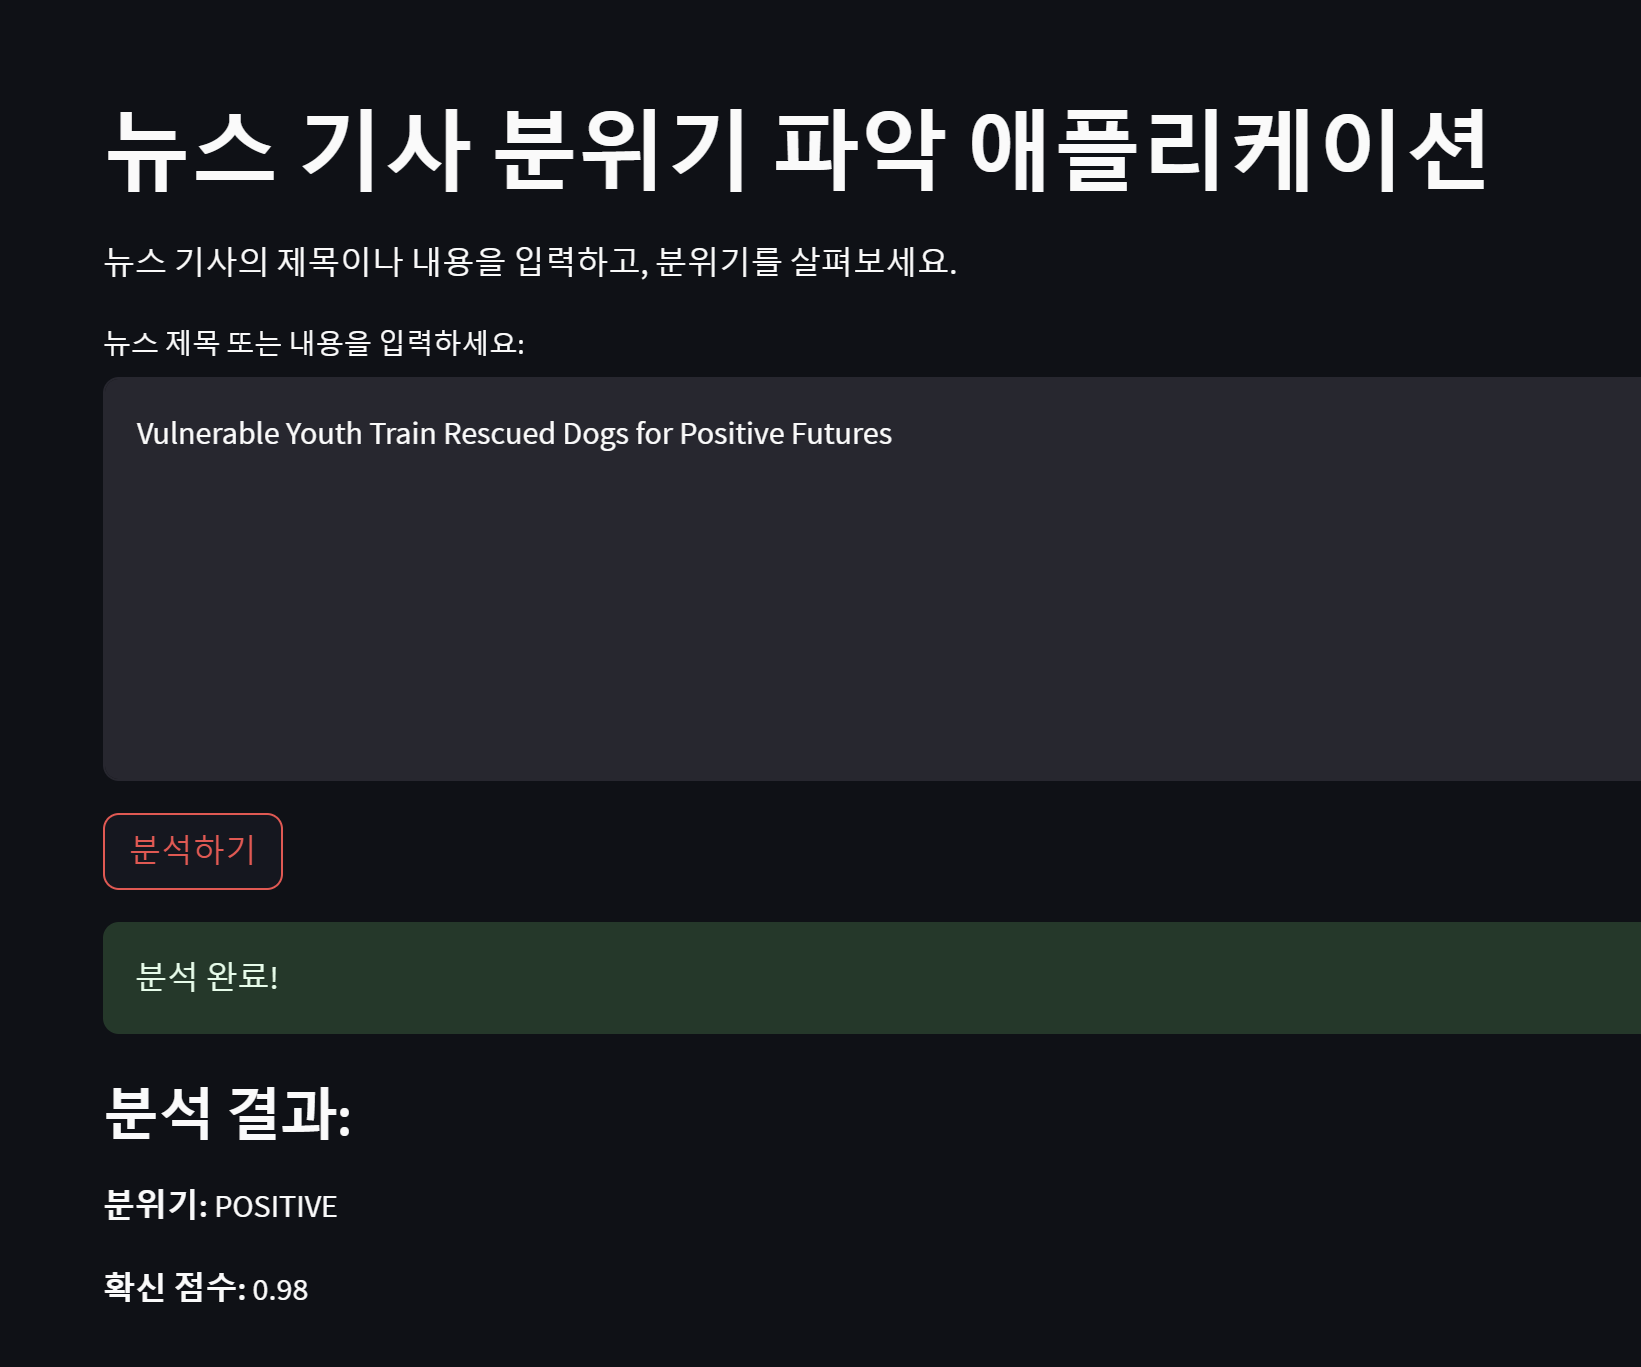 뉴스 기사 분위기 파악 애플리케이션
뉴스 기사의 제목이나 내용을 입력하고, 분위기를 살펴보세요.
뉴스 제목 또는 내용을 입력하세요:
Vulnerable Youth Train Rescued Dogs for Positive Futures
분석하기
분석 완료!
분석 결과:
분위기: POSITIVE
확신 점수: 0.98